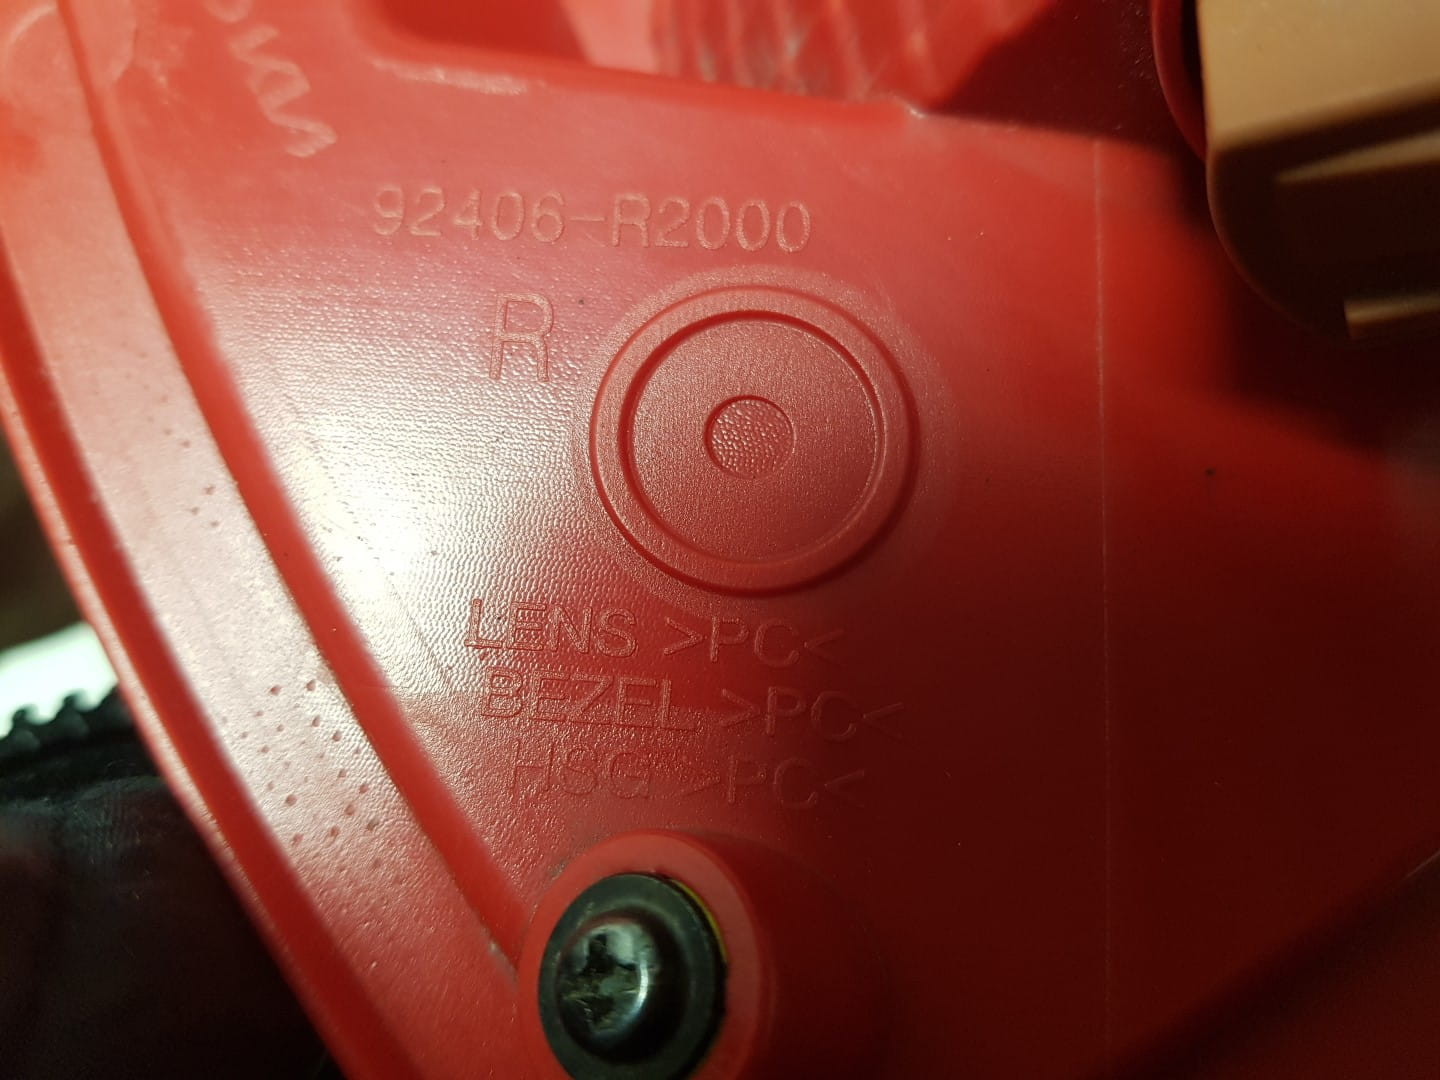 92406-R2000
R
LENS >PC<
BEZEL >PC<
HSG >PC<